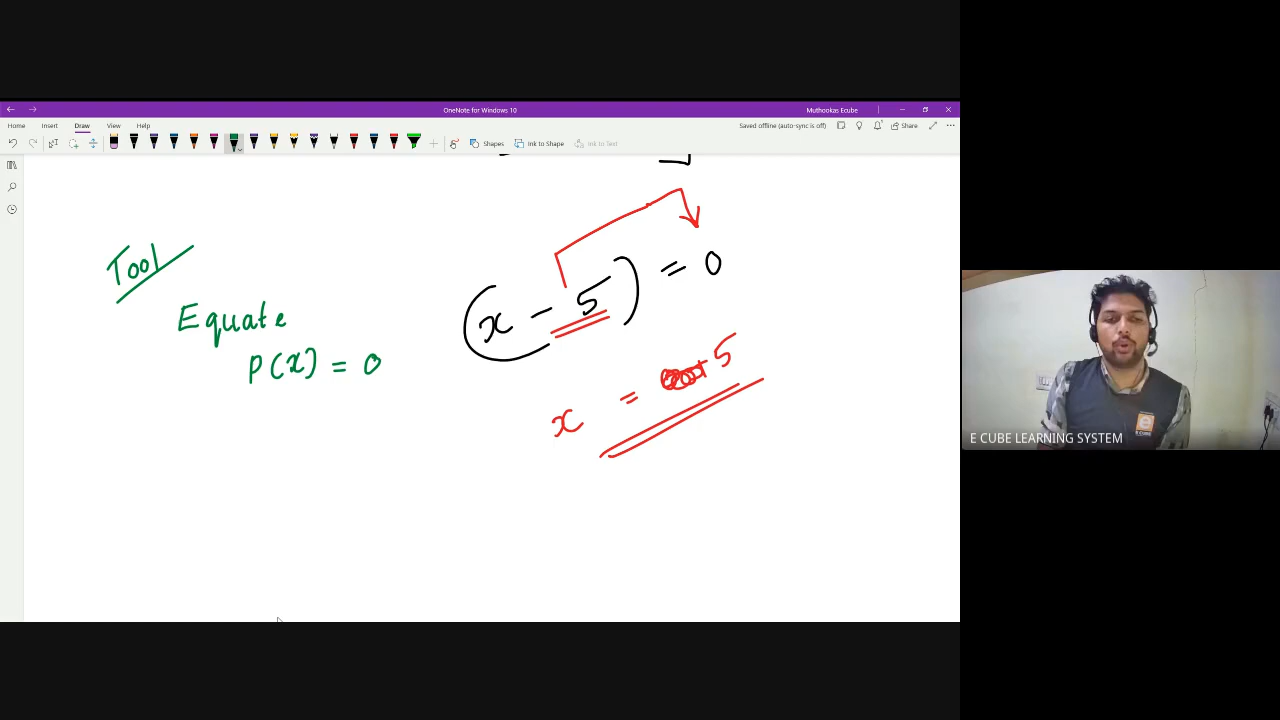 OneNote for Windows 10
Muthookas Ecube
Home Insert Draw View Help
Saved offline (auto-sync is off)
Share
Shapes
Ink to Shape
Ink to Text
Tool
Equate
P(x) = 0
(x - 5) = 0
x = 5
E CUBE
E CUBE LEARNING SYSTEM